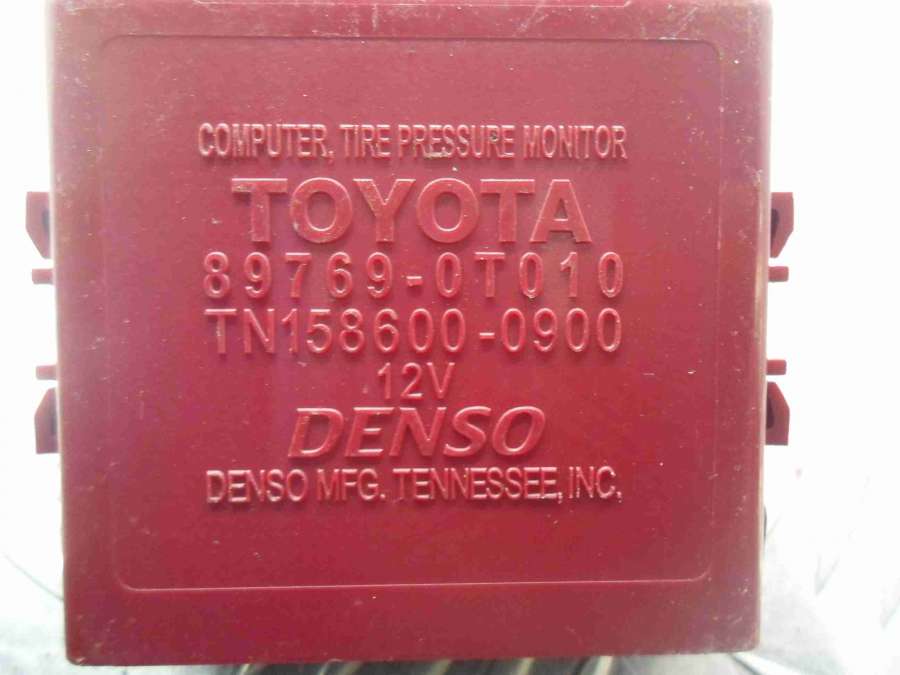 COMPUTER, TIRE PRESSURE MONITOR
TOYOTA
89769-0T010
TN158600-0900
12V
DENSO
DENSO MFG. TENNESSEE, INC.